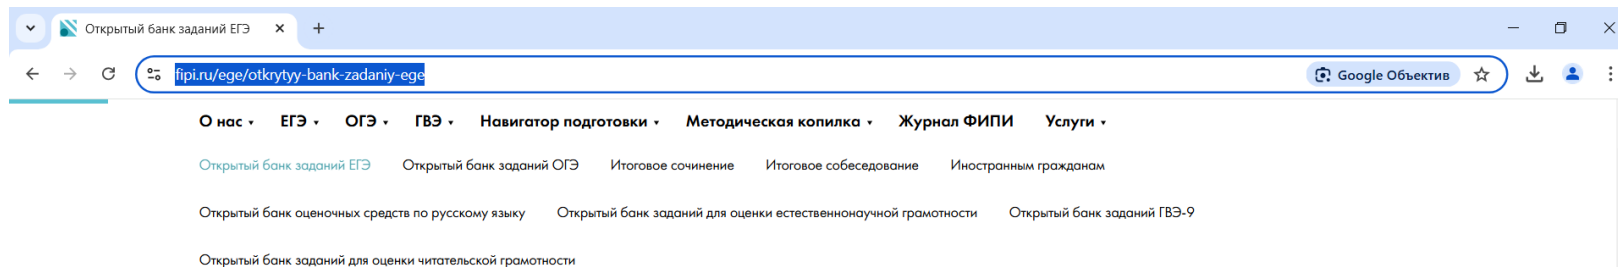 Открытый банк заданий ЕГЭ
fipi.ru/ege/otkrytyy-bank-zadaniy-ege Google Объектив
О нас ЕГЭ ОГЭ ГВЭ Навигатор подготовки Методическая копилка Журнал ФИПИ Услуги
Открытый банк заданий ЕГЭ Открытый банк заданий ОГЭ Итоговое сочинение Итоговое собеседование Иностранным гражданам
Открытый банк оценочных средств по русскому языку Открытый банк заданий для оценки естественнонаучной грамотности Открытый банк заданий ГВЭ-9
Открытый банк заданий для оценки читательской грамотности